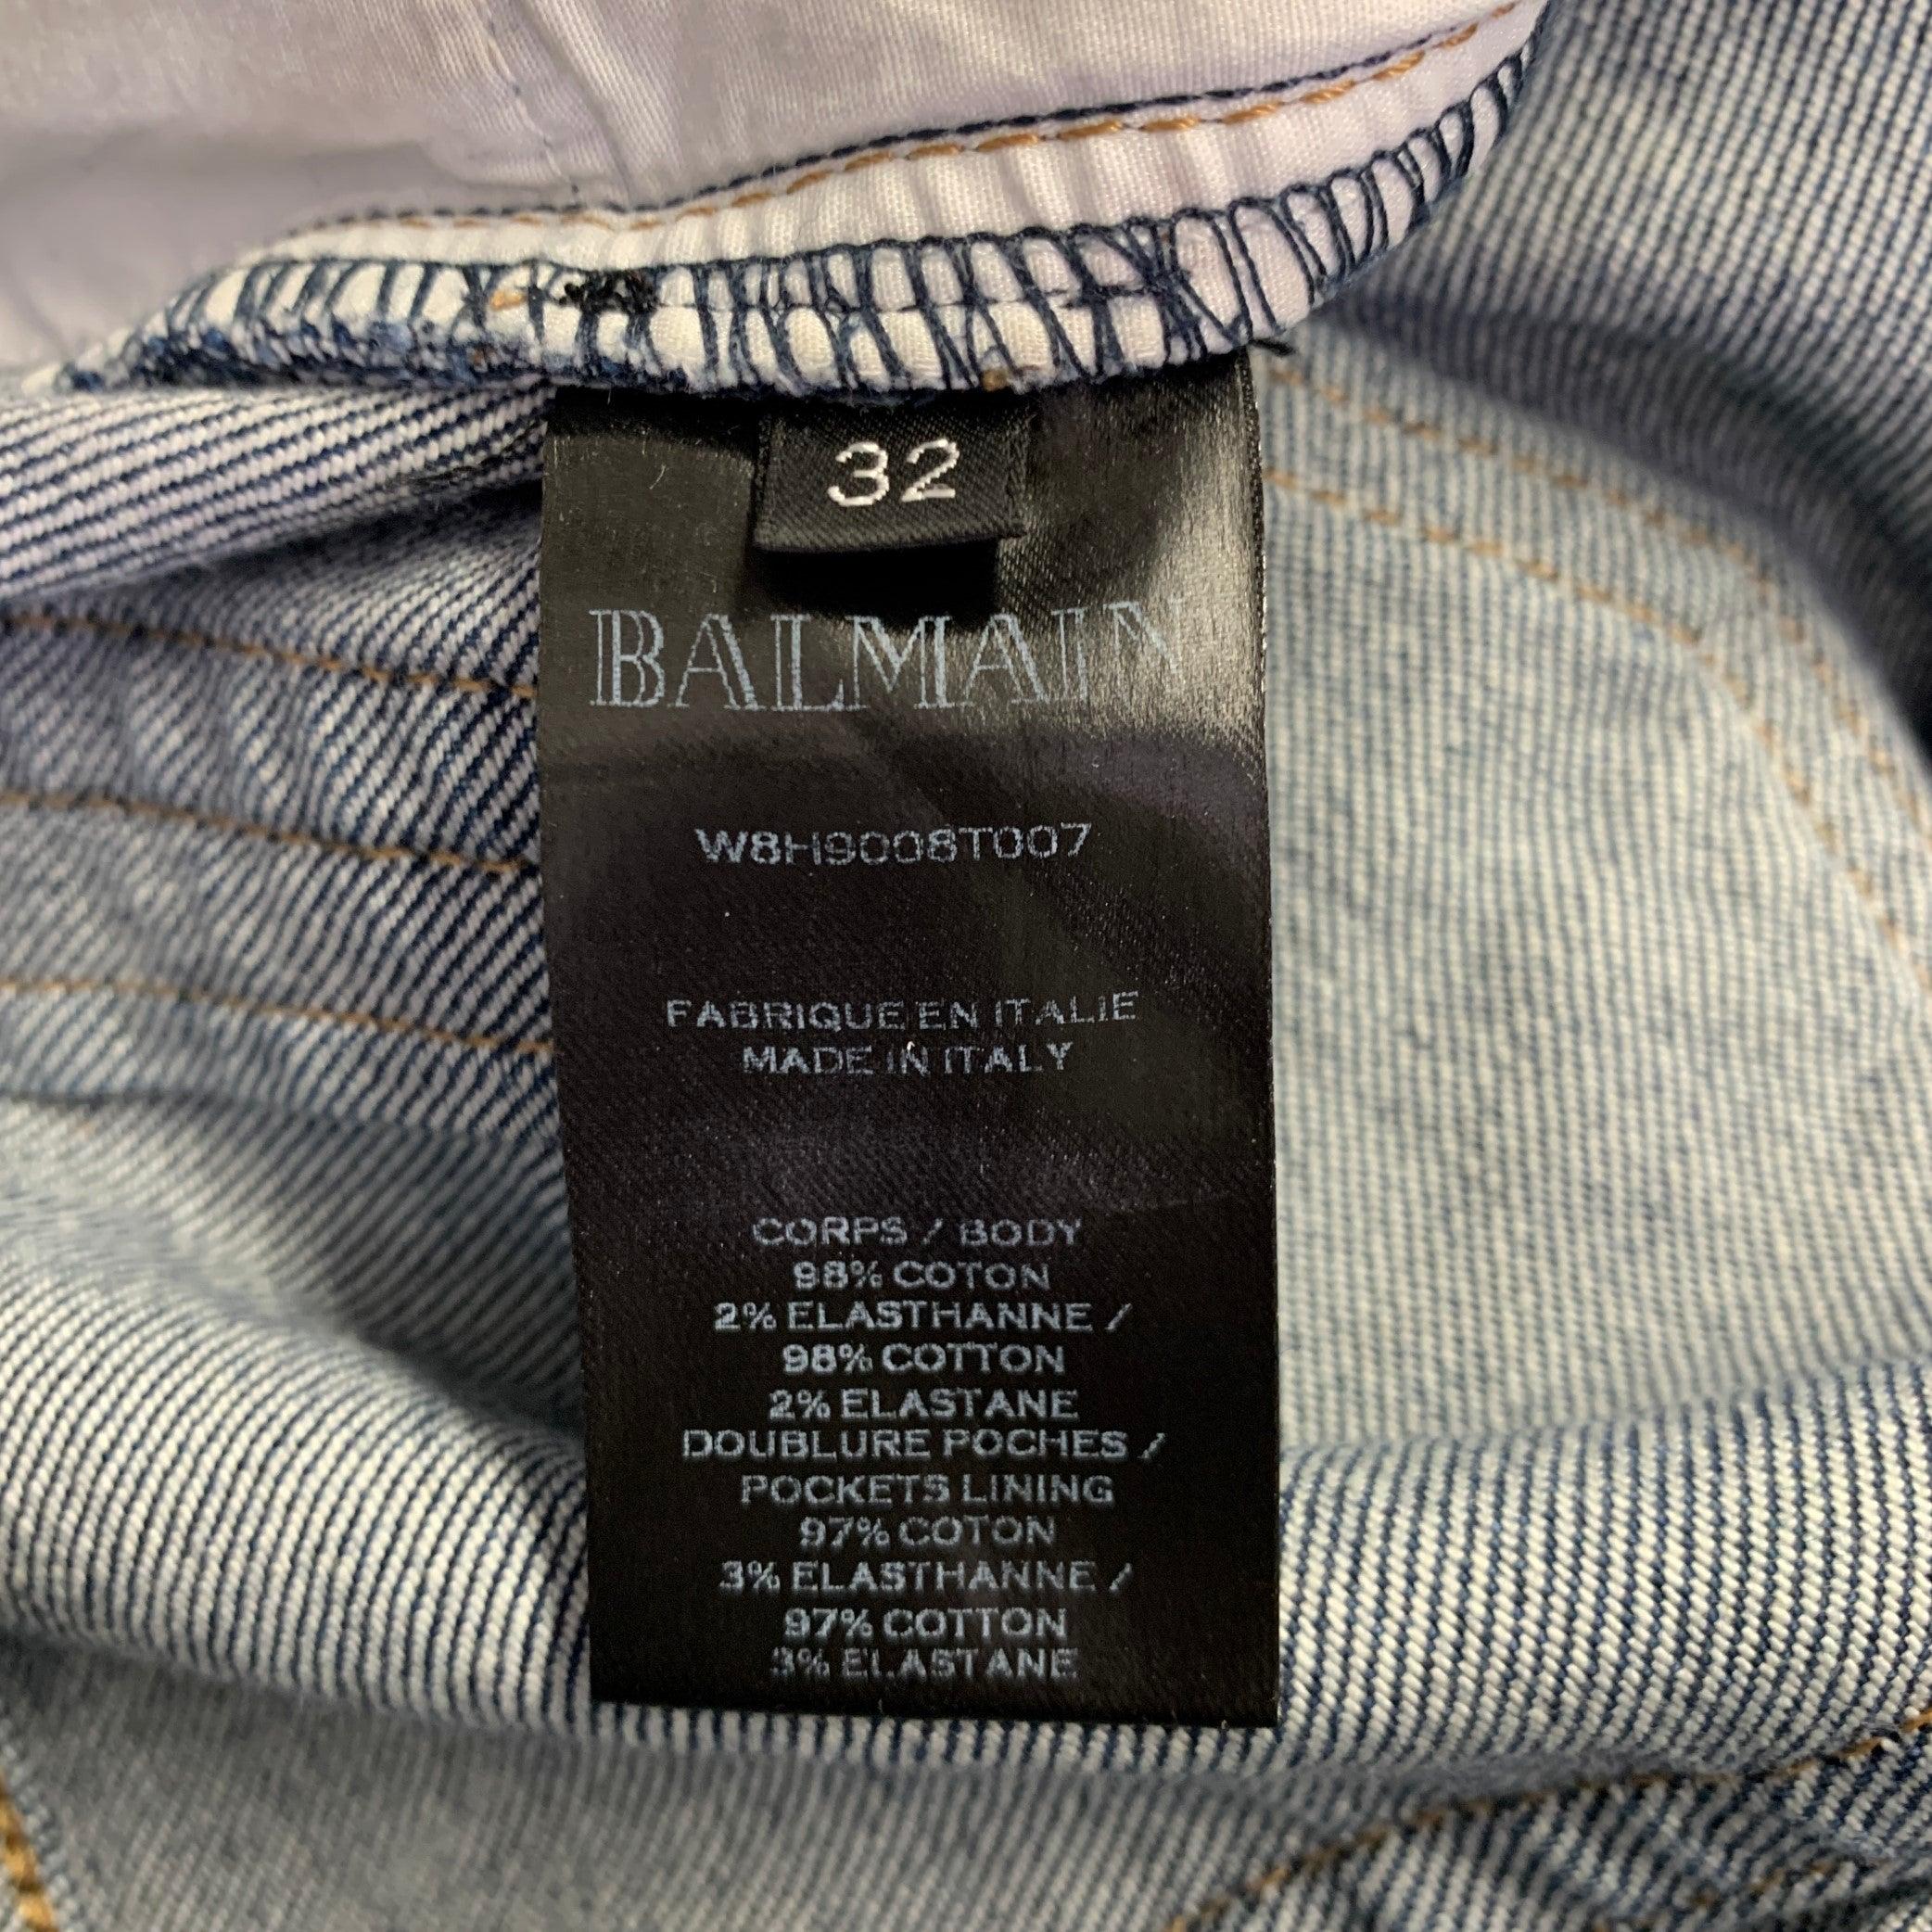 32
BALMAIN
W8H9008T007
FABRIQUE EN ITALIE
MADE IN ITALY
CORPS / BODY
98% COTON
2% ELASTHANNE /
98% COTTON
2% ELASTANE
DOUBLURE POCHES /
POCKETS LINING
97% COTON
3% ELASTHANNE /
97% COTTON
3% ELASTANE